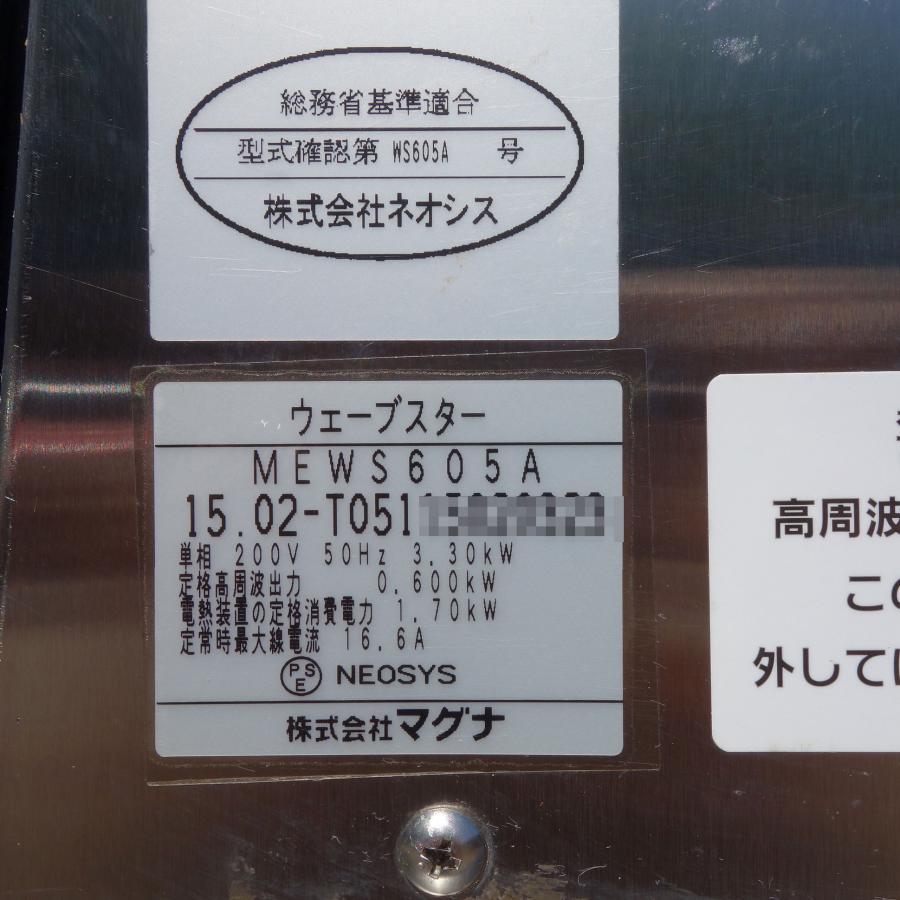 総務省基準適合
型式確認第 WS605A 号
株式会社ネオシス
ウェーブスター
MEWS605A
15.02-T051
単相 200V 50Hz 3.30kW
定格高周波出力 0.600kW
電熱装置の定格消費電力 1.70kW
定常時最大線電流 16.6A
PSE NEOSYS
株式会社マグナ
高周波
この
外して